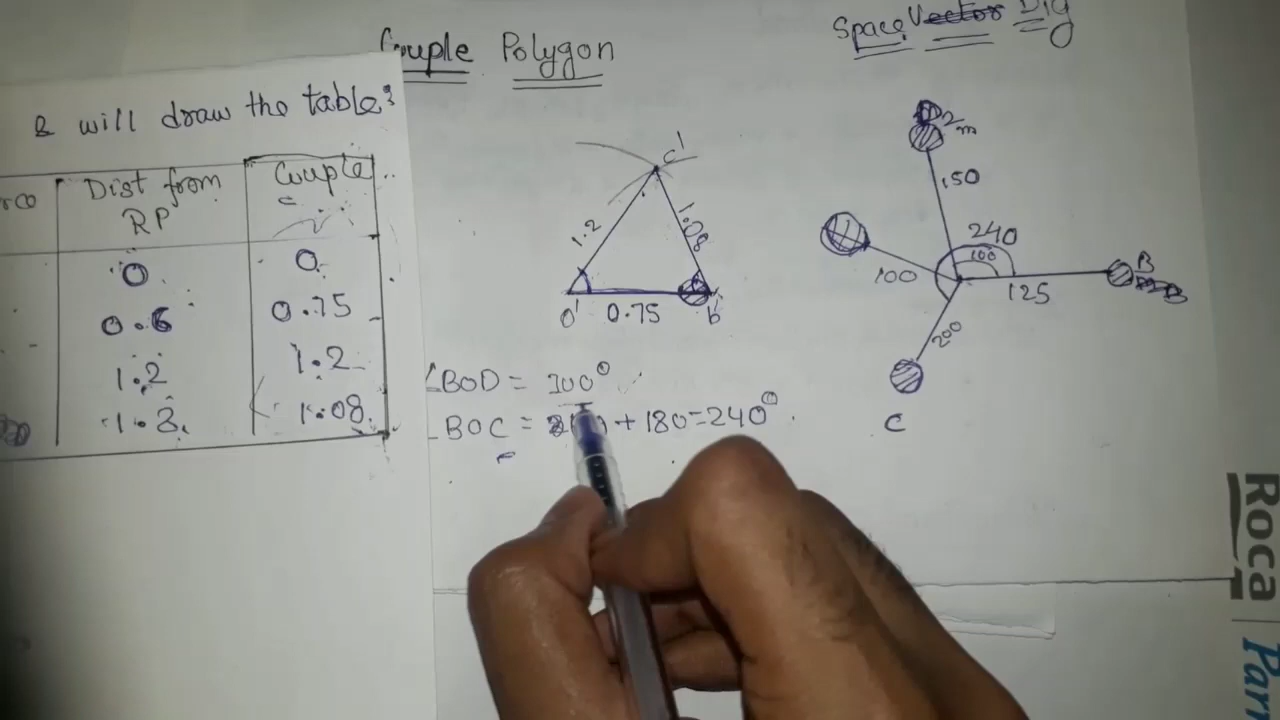 Couple Polygon
Space Dig
& will draw the table:
Dist from RP
Couple
0
0
0.6
0.75
1.2
1.2
1.8
1.08
c'
1.2
1.08
o'
0.75
b'
m
150
240
100
B
100
125
200
C
∠BOD = 100°
∠BOC = + 180 = 240°
Roca